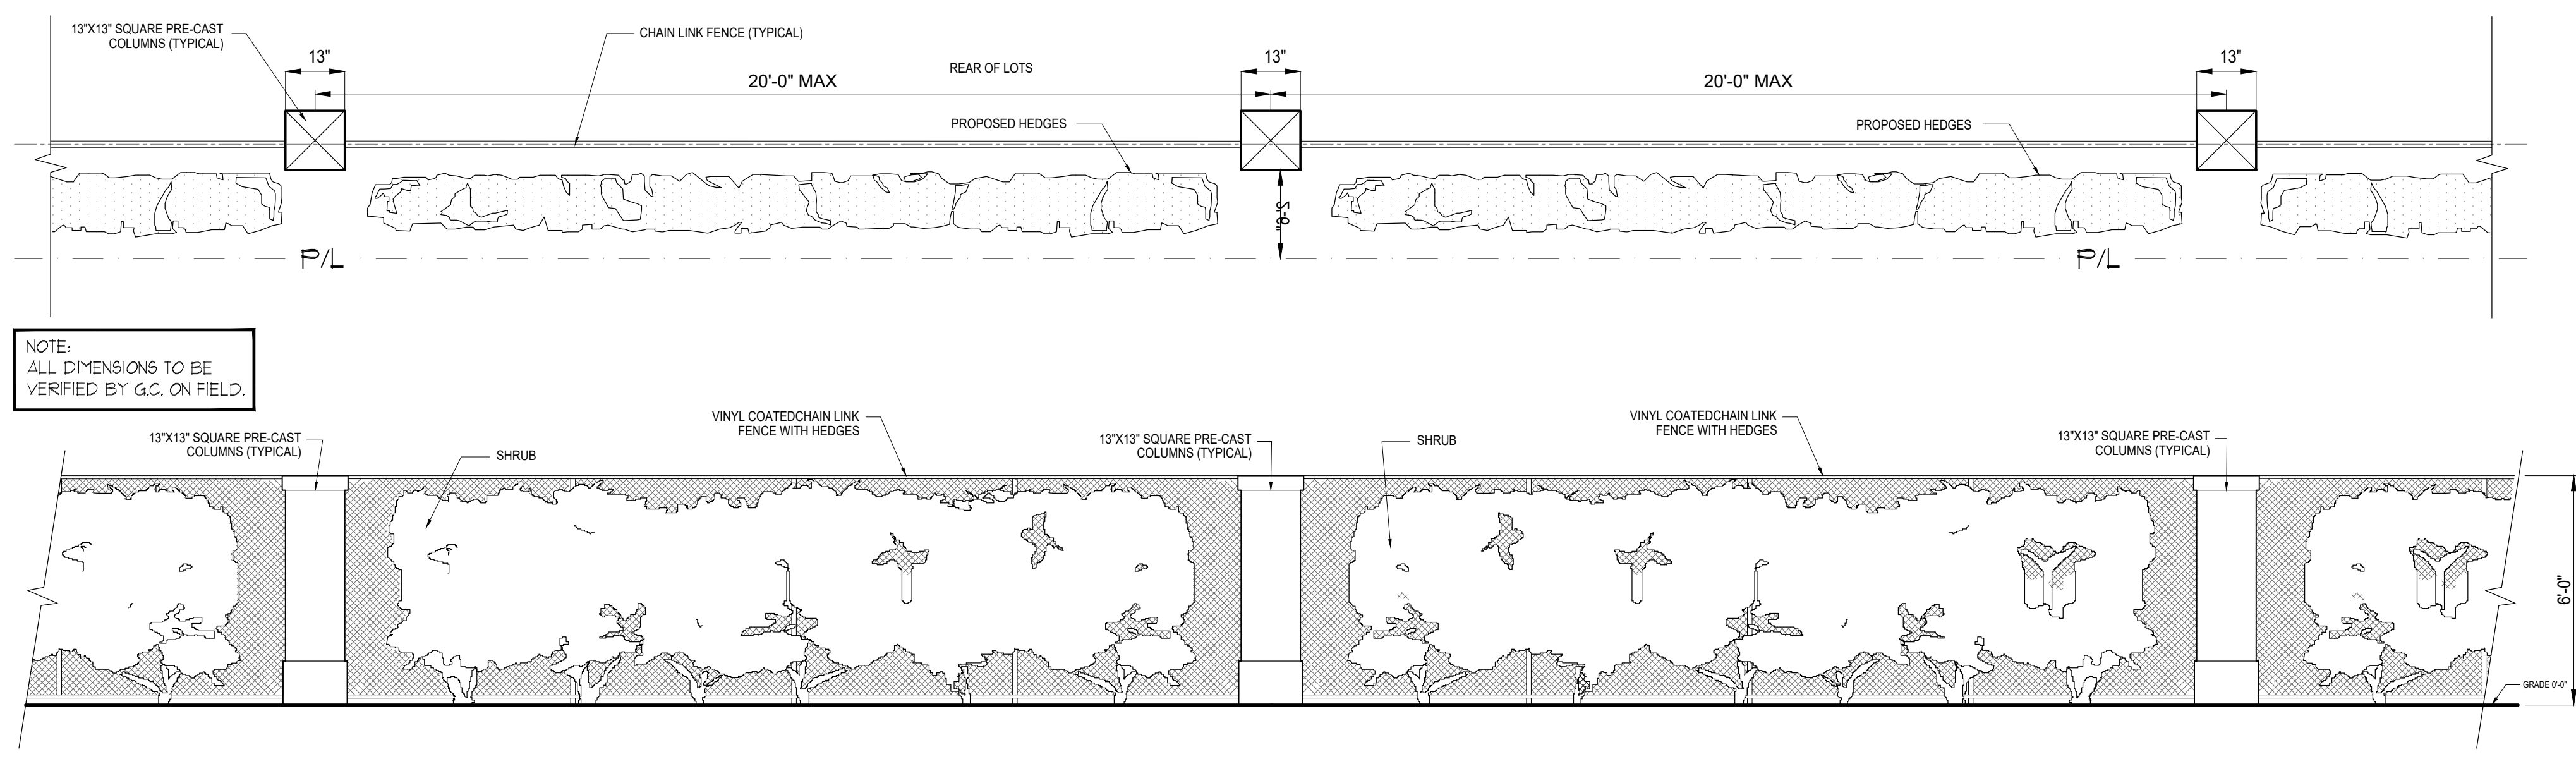 13"X13" SQUARE PRE-CAST
COLUMNS (TYPICAL)
CHAIN LINK FENCE (TYPICAL)
13"
13"
13"
REAR OF LOTS
20'-0" MAX
20'-0" MAX
PROPOSED HEDGES
PROPOSED HEDGES
2'-6"
P/L
P/L
NOTE:
ALL DIMENSIONS TO BE
VERIFIED BY G.C. ON FIELD.
13"X13" SQUARE PRE-CAST
COLUMNS (TYPICAL)
SHRUB
VINYL COATEDCHAIN LINK
FENCE WITH HEDGES
13"X13" SQUARE PRE-CAST
COLUMNS (TYPICAL)
SHRUB
VINYL COATEDCHAIN LINK
FENCE WITH HEDGES
13"X13" SQUARE PRE-CAST
COLUMNS (TYPICAL)
6'-0"
GRADE 0'-0"